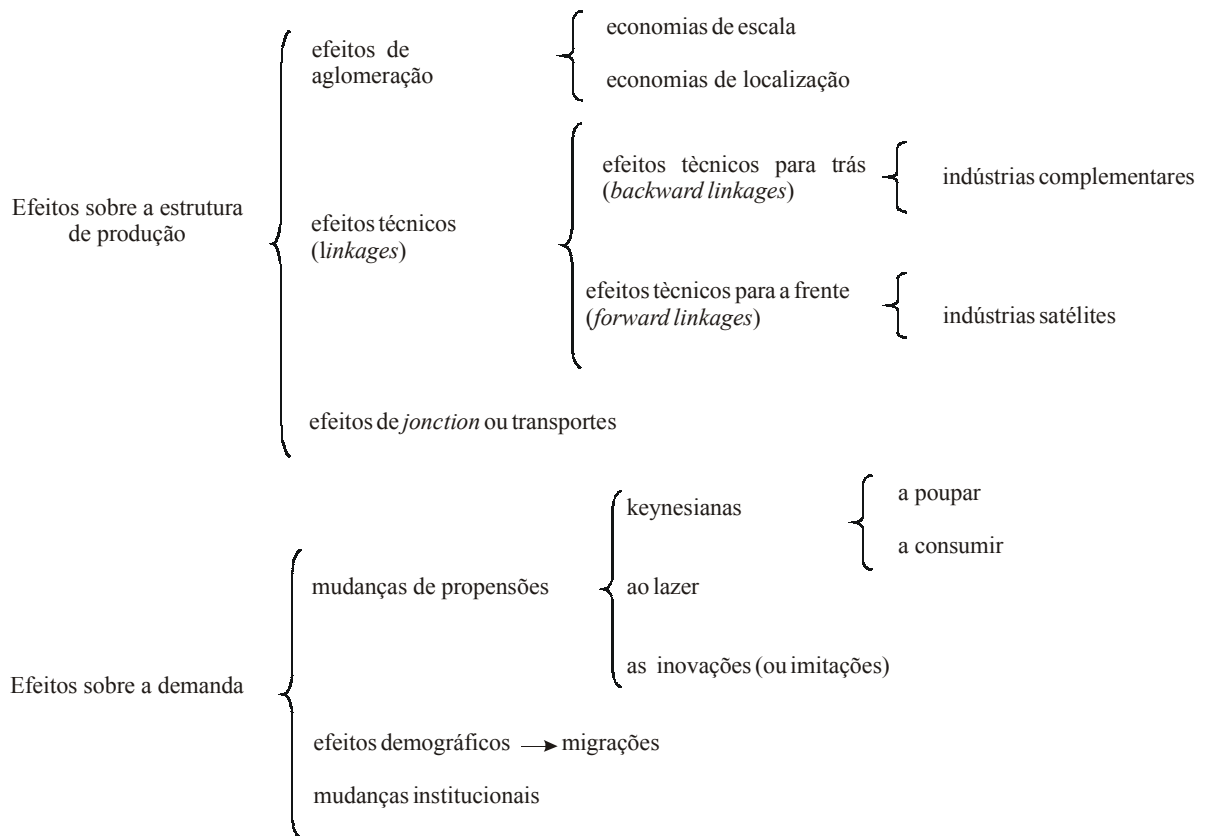 economias de escala
efeitos de
aglomeração
economias de localização
efeitos tècnicos para trás
(backward linkages)
indústrias complementares
Efeitos sobre a estrutura
de produção
efeitos técnicos
(linkages)
efeitos tècnicos para a frente
(forward linkages)
indústrias satélites
efeitos de jonction ou transportes
keynesianas
a poupar
a consumir
mudanças de propensões
ao lazer
as inovações (ou imitações)
Efeitos sobre a demanda
efeitos demográficos → migrações
mudanças institucionais